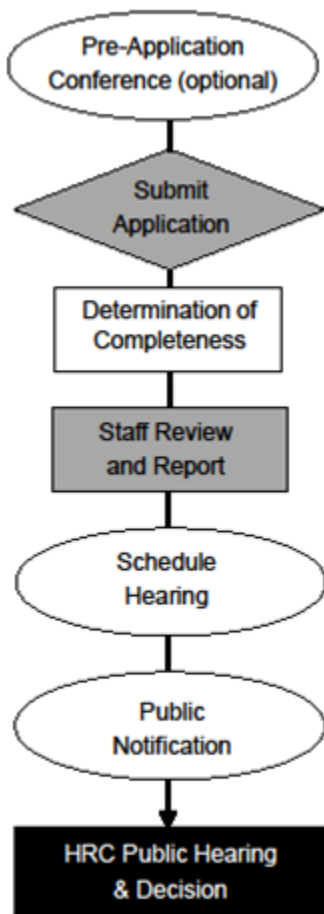 Pre-Application
Conference (optional)
Submit
Application
Determination of
Completeness
Staff Review
and Report
Schedule
Hearing
Public
Notification
HRC Public Hearing
& Decision